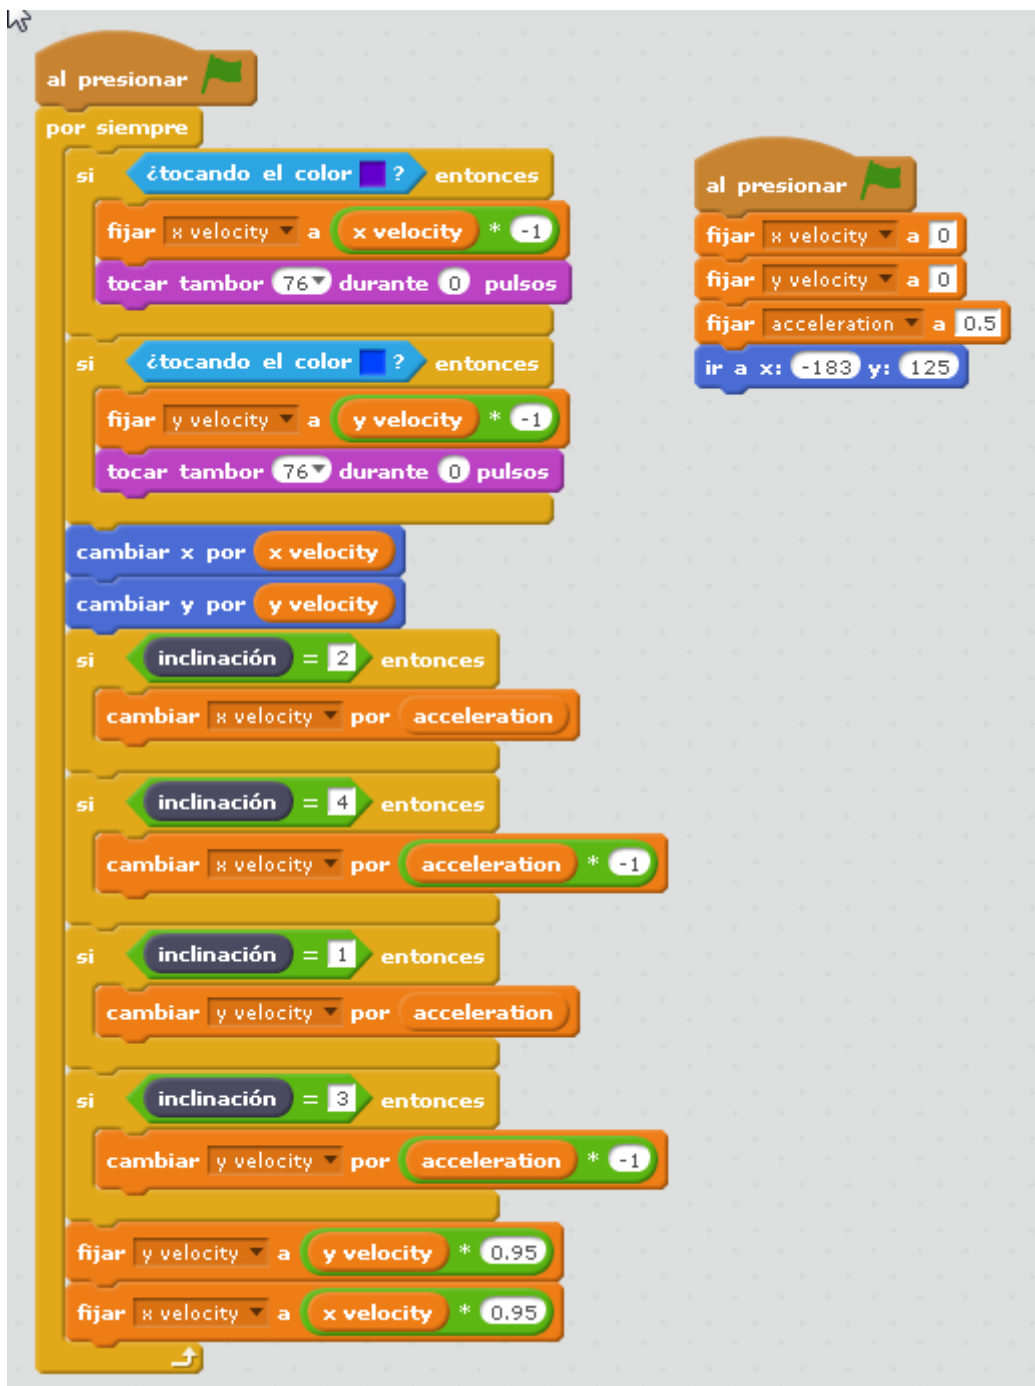 al presionar
por siempre
si ¿tocando el color ? entonces
fijar x velocity a x velocity * -1
tocar tambor 76 durante 0 pulsos
si ¿tocando el color ? entonces
fijar y velocity a y velocity * -1
tocar tambor 76 durante 0 pulsos
cambiar x por x velocity
cambiar y por y velocity
si inclinación = 2 entonces
cambiar x velocity por acceleration
si inclinación = 4 entonces
cambiar x velocity por acceleration * -1
si inclinación = 1 entonces
cambiar y velocity por acceleration
si inclinación = 3 entonces
cambiar y velocity por acceleration * -1
fijar y velocity a y velocity * 0.95
fijar x velocity a x velocity * 0.95
al presionar
fijar x velocity a 0
fijar y velocity a 0
fijar acceleration a 0.5
ir a x: -183 y: 125